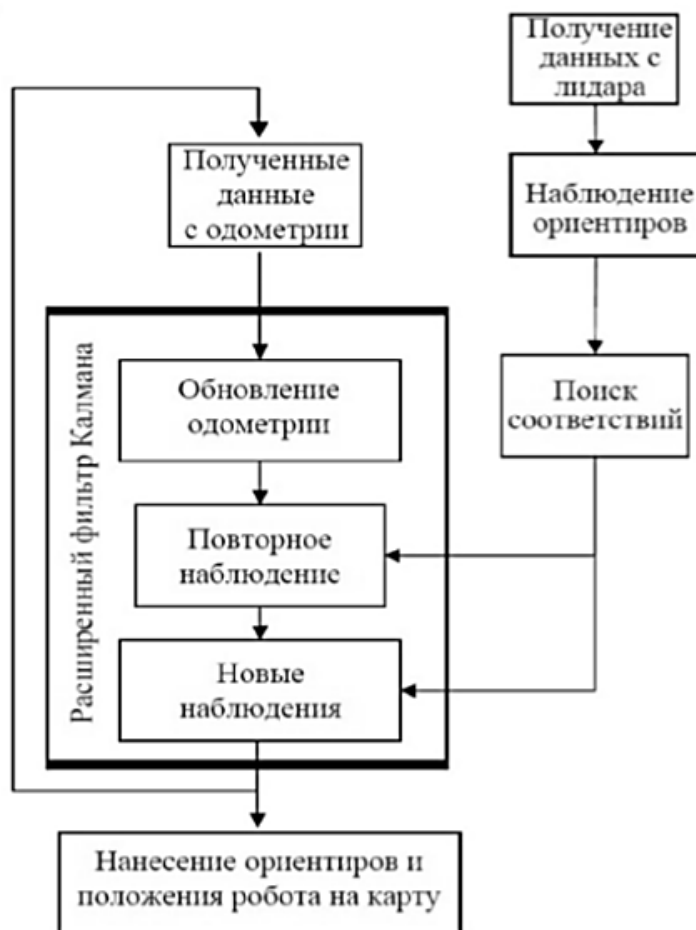 Получение
данных с
лидара
Полученные
данные
с одометрии
Наблюдение
ориентиров
Расширенный фильтр Калмана
Обновление
одометрии
Поиск
соответствий
Повторное
наблюдение
Новые
наблюдения
Нанесение ориентиров и
положения робота на карту